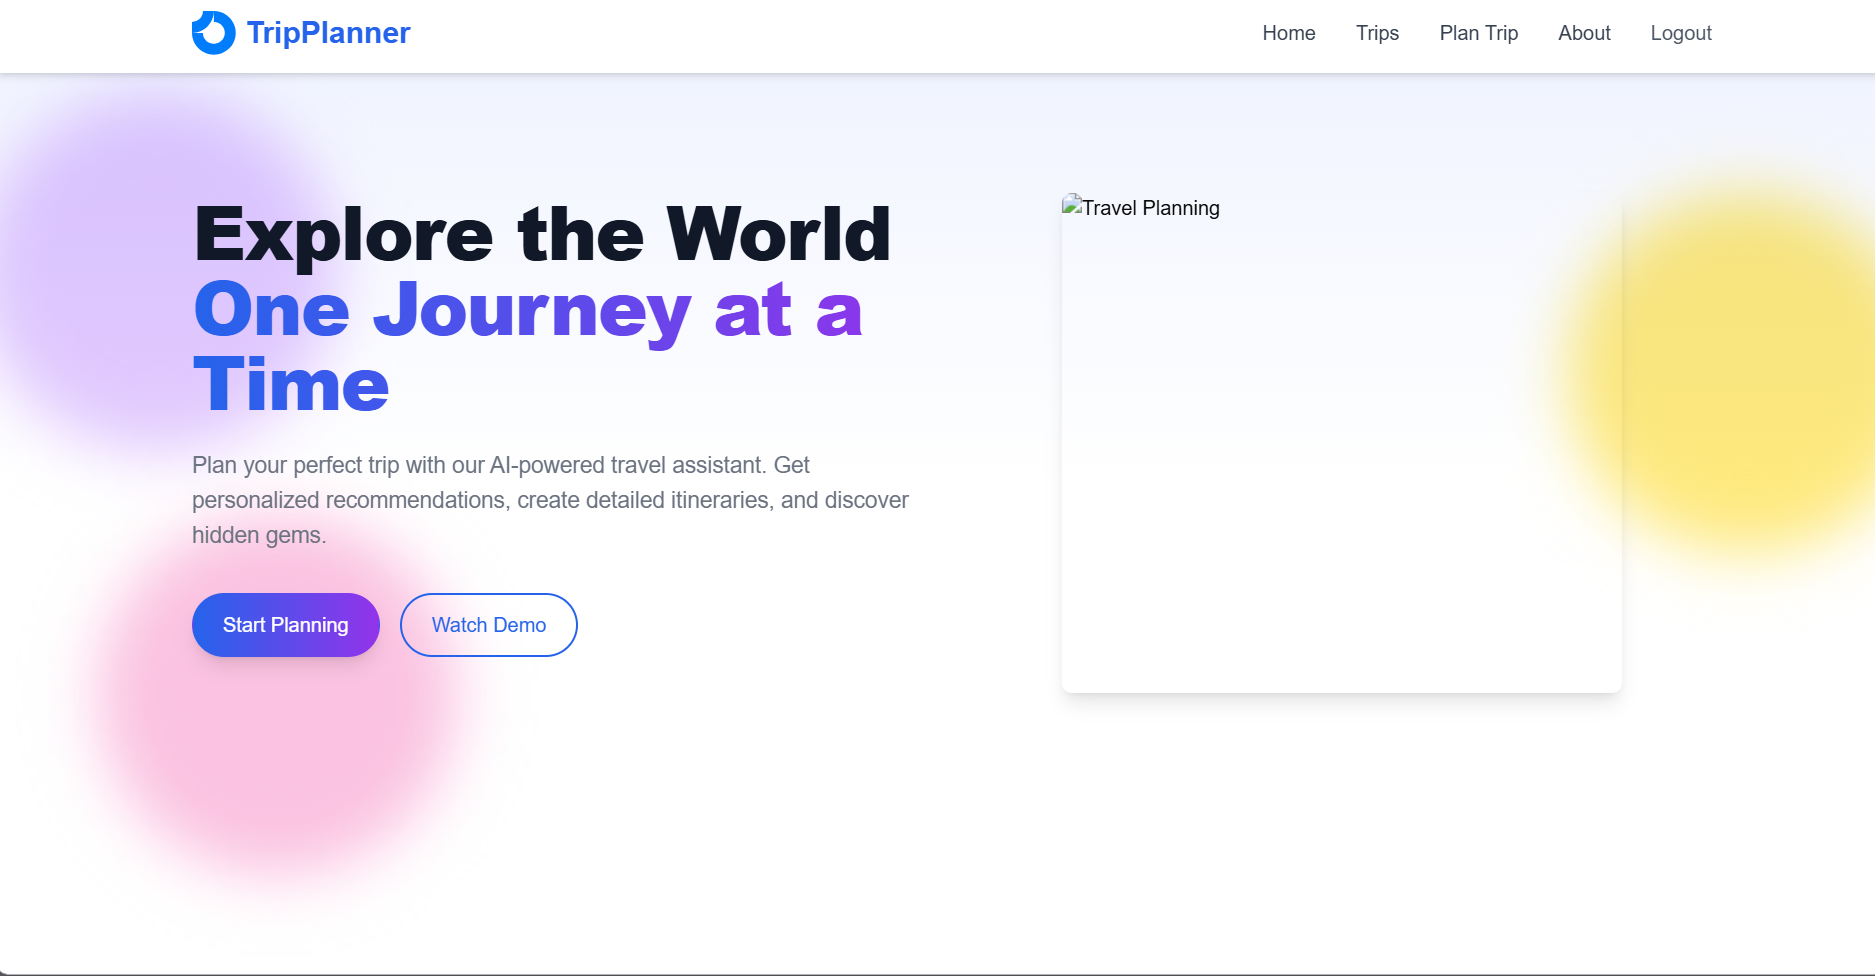 TripPlanner
Home Trips Plan Trip About Logout
Explore the World
One Journey at a
Time
Plan your perfect trip with our AI-powered travel assistant. Get
personalized recommendations, create detailed itineraries, and discover
hidden gems.
Start Planning Watch Demo
Travel Planning